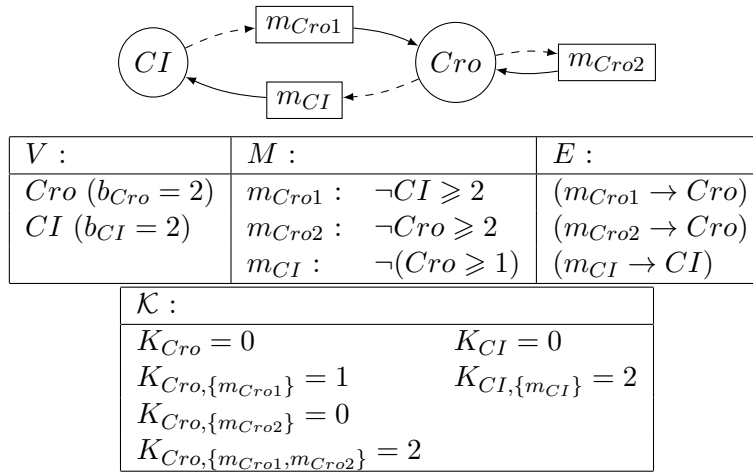 CI m_{Cro1} Cro m_{Cro2}
m_{CI}
V : M : E :
Cro (b_{Cro} = 2) m_{Cro1} : ¬CI ⩾ 2 (m_{Cro1} → Cro)
CI (b_{CI} = 2) m_{Cro2} : ¬Cro ⩾ 2 (m_{Cro2} → Cro)
m_{CI} : ¬(Cro ⩾ 1) (m_{CI} → CI)
𝒦 :
K_{Cro} = 0 K_{CI} = 0
K_{Cro,{m_{Cro1}}} = 1 K_{CI,{m_{CI}}} = 2
K_{Cro,{m_{Cro2}}} = 0
K_{Cro,{m_{Cro1},m_{Cro2}}} = 2